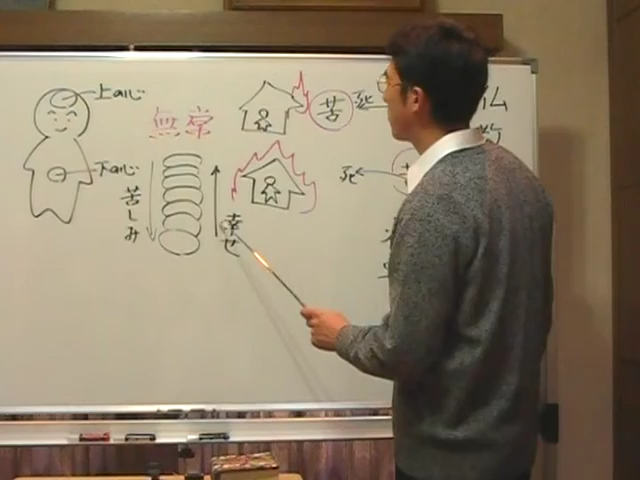 上の心
下の心
苦しみ
無常
幸せ
苦
死
死
仏